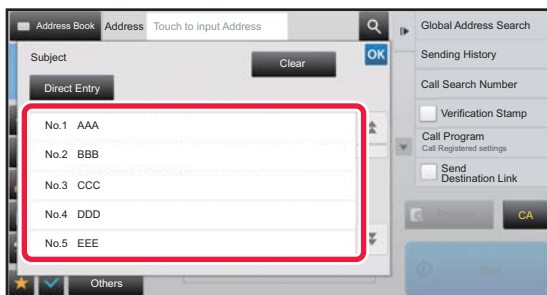 Address Book Address Touch to input Address
Global Address Search
Subject
Clear
OK
Sending History
Direct Entry
Call Search Number
No.1 AAA
Verification Stamp
No.2 BBB
Call Program
Call Registered settings
No.3 CCC
Send
Destination Link
No.4 DDD
Preview
CA
No.5 EEE
Others
Start